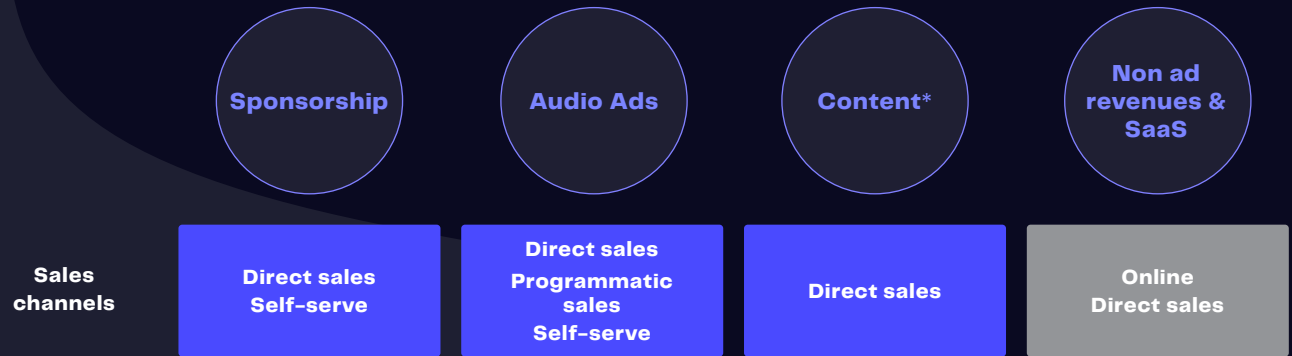 Sponsorship
Audio Ads
Content*
Non ad
revenues &
SaaS
Sales
channels
Direct sales
Self-serve
Direct sales
Programmatic
sales
Self-serve
Direct sales
Online
Direct sales